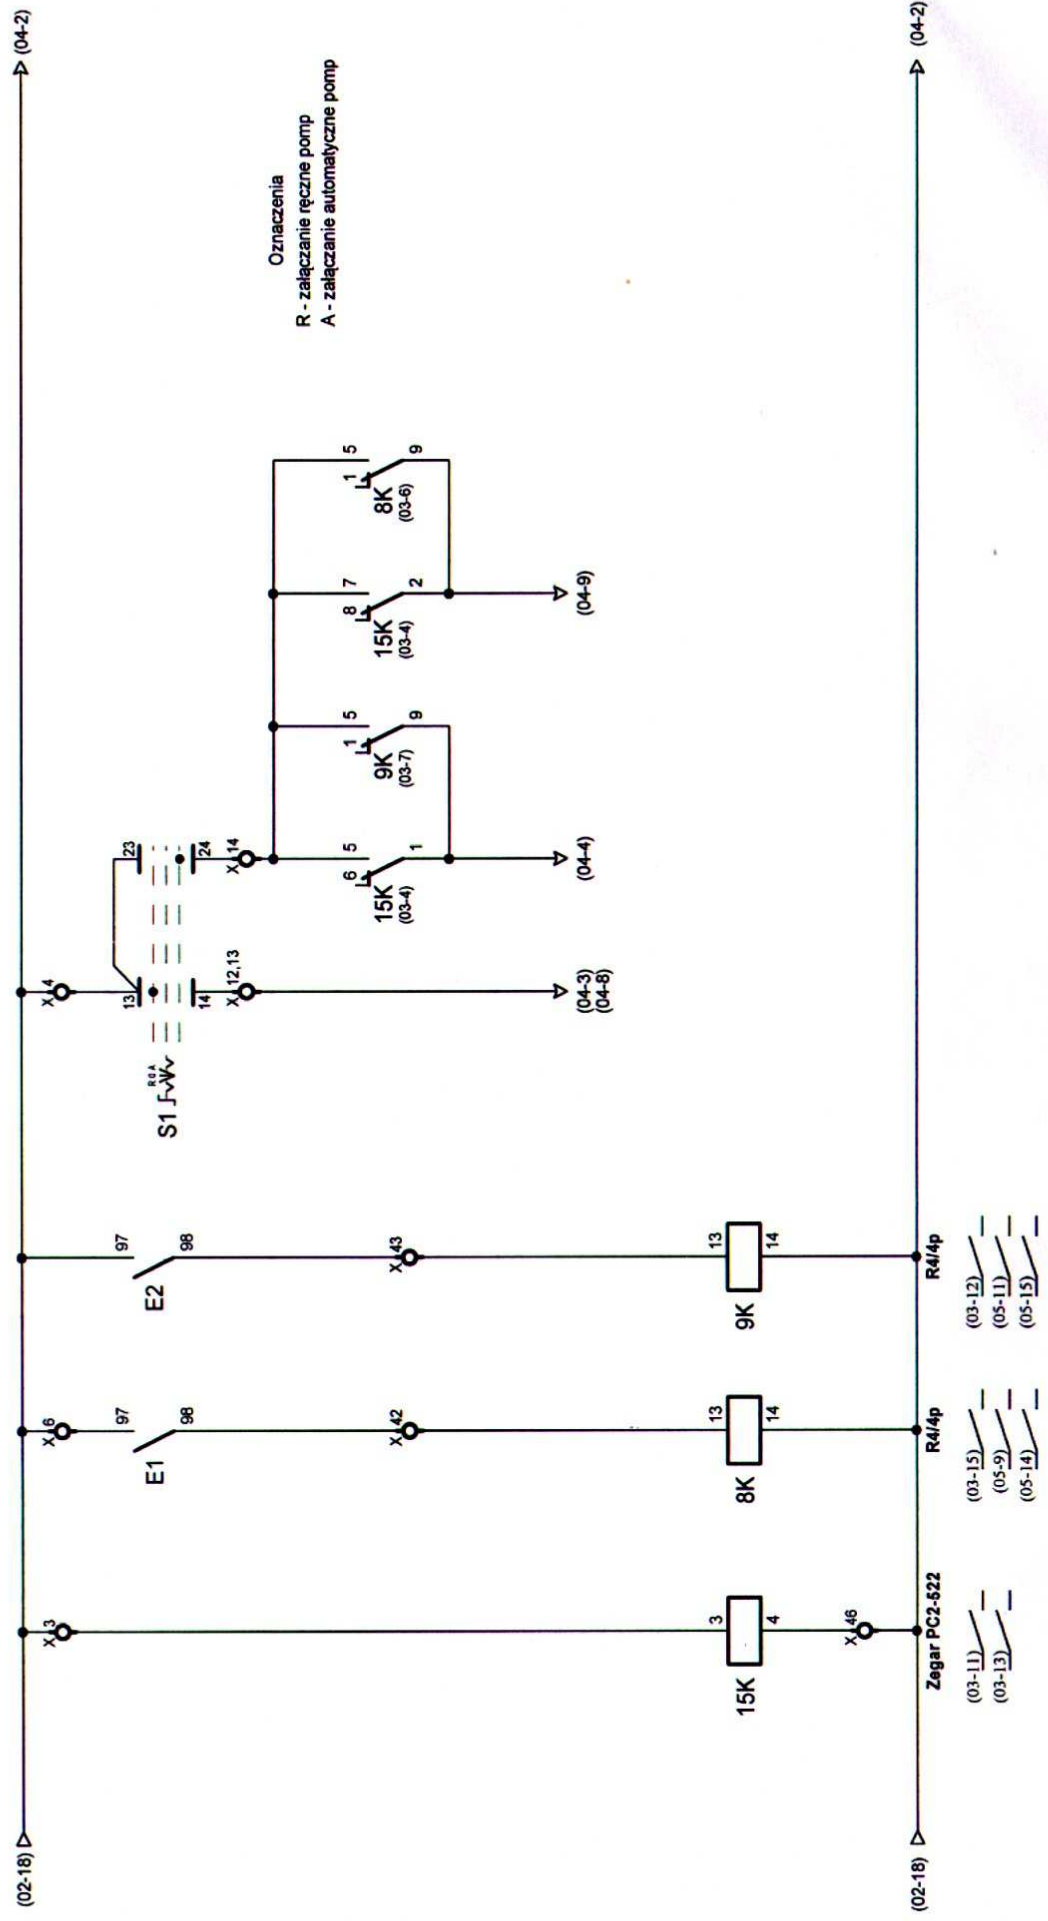 (02-18)
(04-2)
X 3
X 6
X 4
97
97
13
23
E1
E2
S1
R 0 A
98
98
14
24
X 12,13
X 14
Oznaczenia
R - załączanie ręczne pomp
A - załączanie automatyczne pomp
6 5
1 5
8 7
1 5
15K
(03-4)
9K
(03-7)
15K
(03-4)
8K
(03-6)
1
9
2
9
X 42
X 43
(04-3)
(04-8)
(04-4)
(04-9)
3
13
13
15K
8K
9K
4
14
14
X 46
(02-18)
(04-2)
Zegar PC2-522
R4/4p
R4/4p
(03-11)
(03-15)
(03-12)
(03-13)
(05-9)
(05-11)
(05-14)
(05-15)